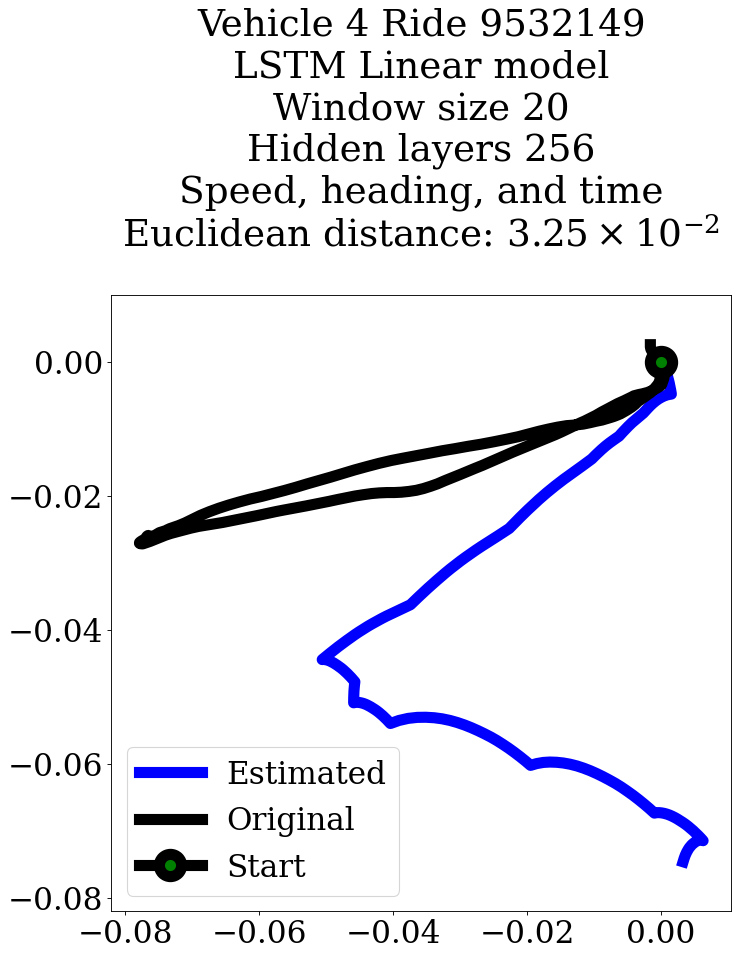 Vehicle 4 Ride 9532149
LSTM Linear model
Window size 20
Hidden layers 256
Speed, heading, and time
Euclidean distance: 3.25 × 10⁻²
0.00
−0.02
−0.04
−0.06
−0.08
Estimated
Original
Start
−0.08 −0.06 −0.04 −0.02 0.00